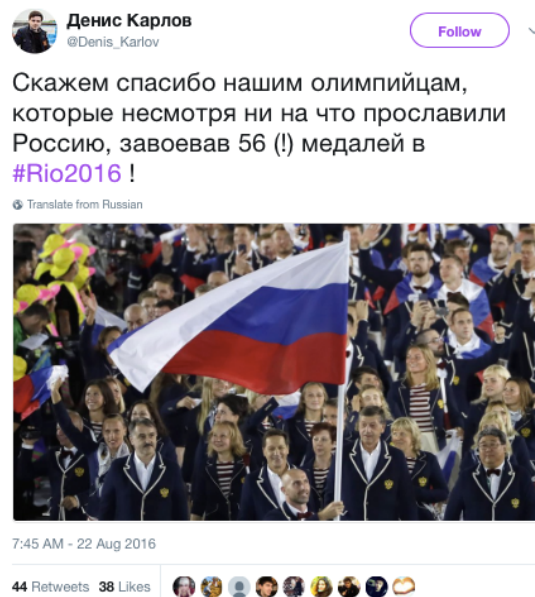 Денис Карлов
@Denis_Karlov
Follow
Скажем спасибо нашим олимпийцам,
которые несмотря ни на что прославили
Россию, завоевав 56 (!) медалей в
#Rio2016 !
Translate from Russian
7:45 AM - 22 Aug 2016
44 Retweets 38 Likes